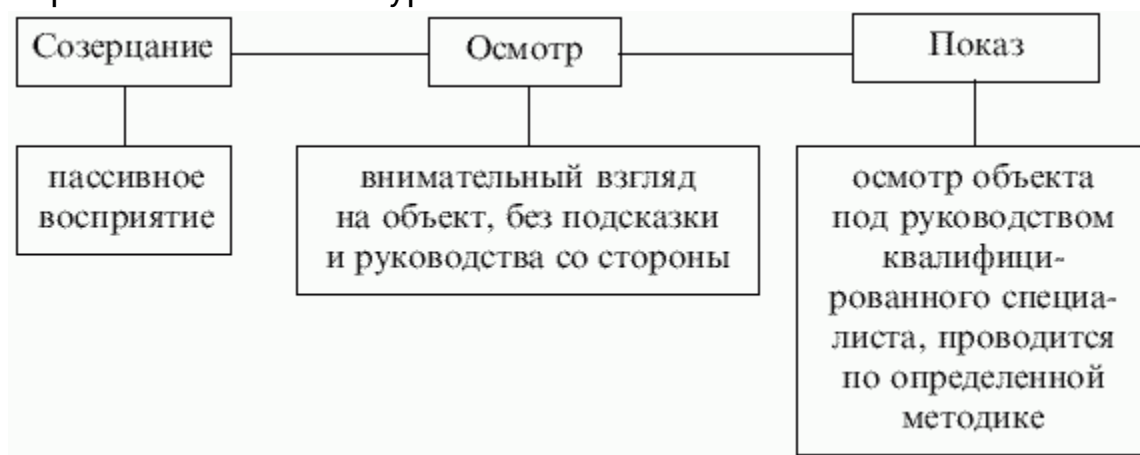 Созерцание
Осмотр
Показ
пассивное
восприятие
внимательный взгляд
на объект, без подсказки
и руководства со стороны
осмотр объекта
под руководством
квалифици-
рованного специа-
листа, проводится
по определенной
методике